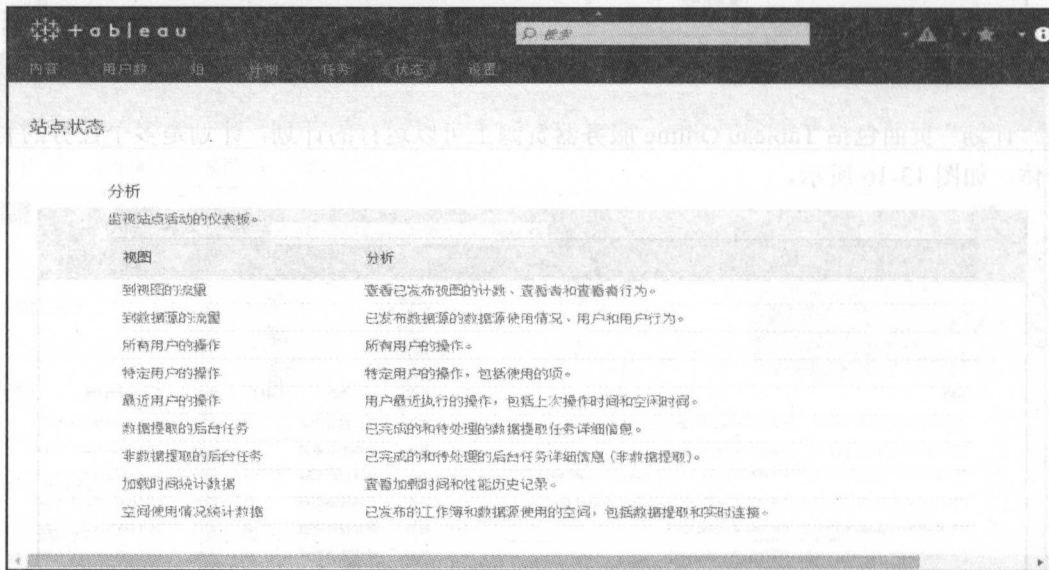 +ableau
搜索
内容 用户数 组 计划 任务 状态 设置
站点状态
分析
监视站点活动的仪表板。
视图 分析
到视图的流量 查看已发布视图的计数、查看者和查看者行为。
到数据源的流量 已发布数据源的数据源使用情况、用户和用户行为。
所有用户的操作 所有用户的操作。
特定用户的操作 特定用户的操作，包括使用的项。
最近用户的操作 用户最近执行的操作，包括上次操作时间和空闲时间。
数据提取的后台任务 已完成的和待处理的数据提取任务详细信息。
非数据提取的后台任务 已完成的和待处理的后台任务详细信息（非数据提取）。
加载时间统计数据 查看加载时间和性能历史记录。
空间使用情况统计数据 已发布的工作簿和数据源使用的空间，包括数据提取和实时连接。